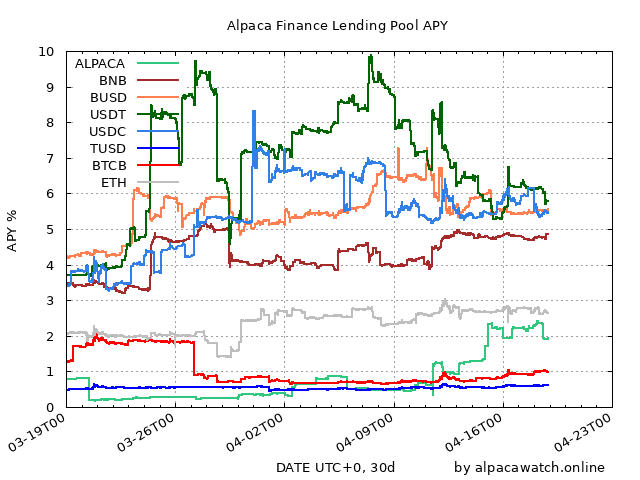 Alpaca Finance Lending Pool APY
10
9
8
7
6
5
4
3
2
1
0
APY %
ALPACA
BNB
BUSD
USDT
USDC
TUSD
BTCB
ETH
03-19T00
03-26T00
04-02T00
04-09T00
04-16T00
04-23T00
DATE UTC+0, 30d
by alpacawatch.online